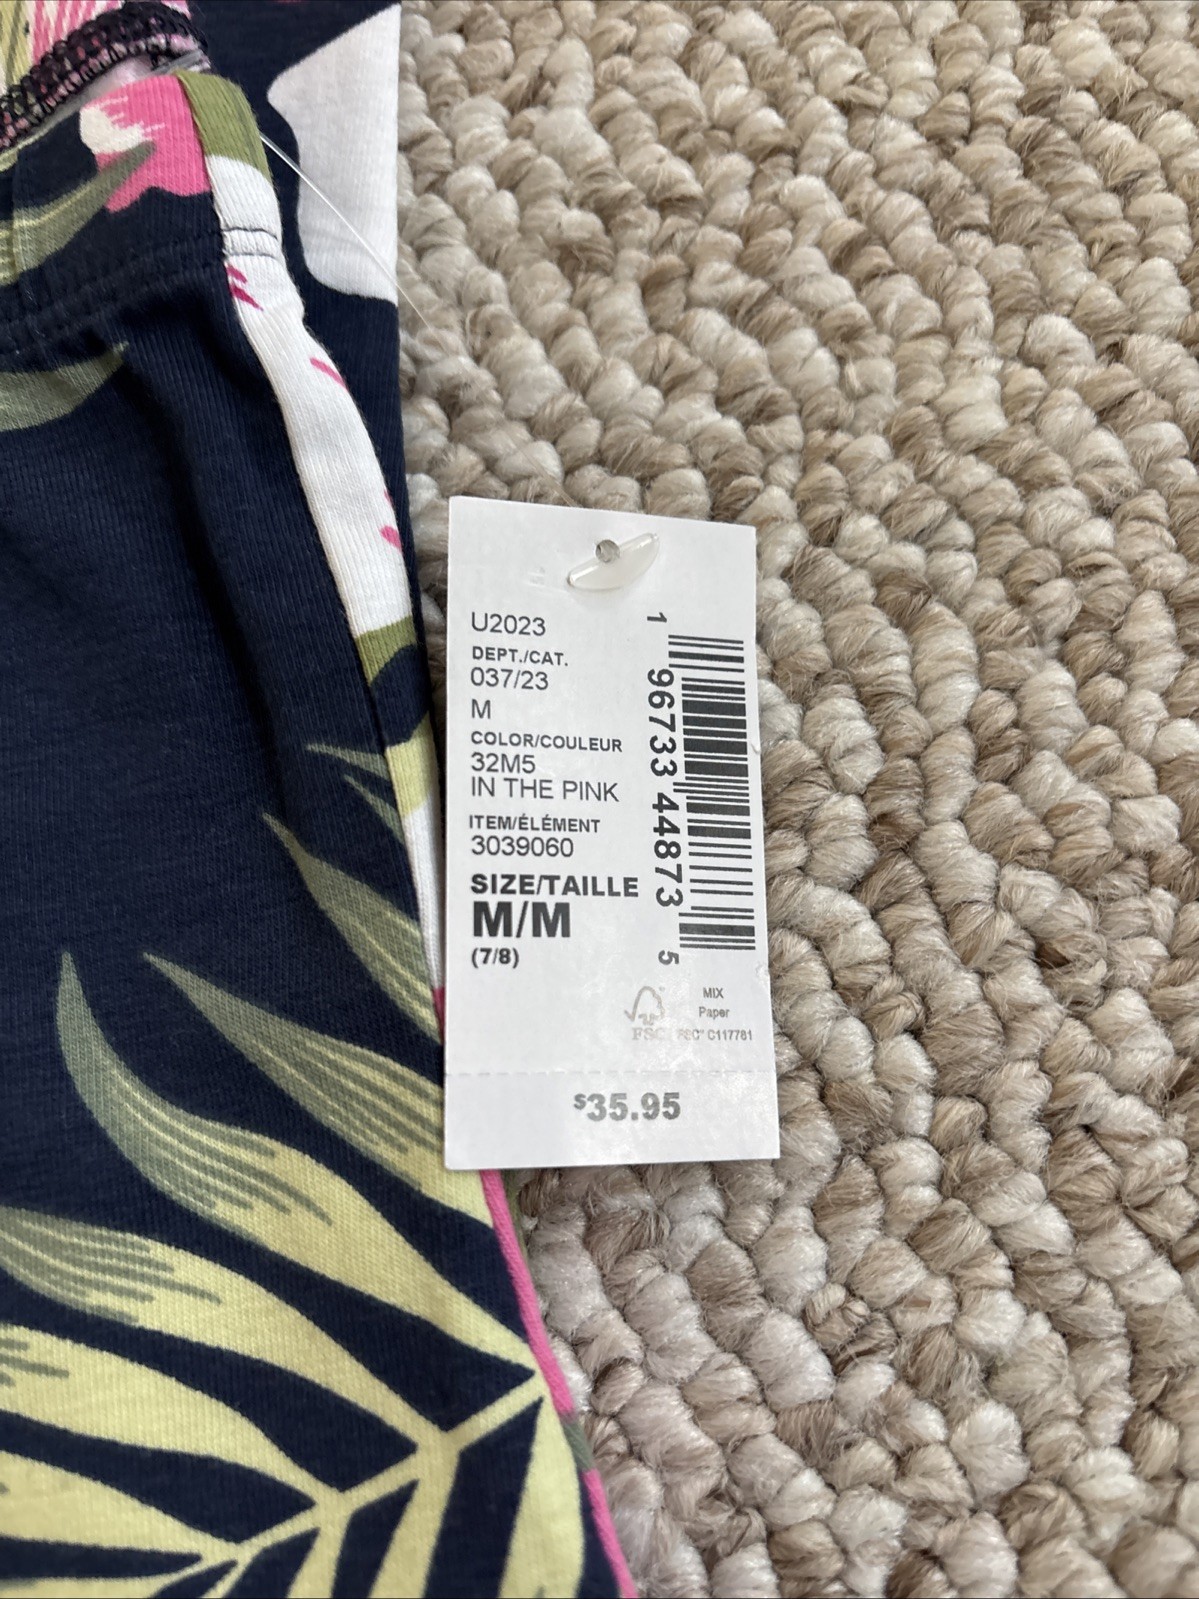 U2023
DEPT./CAT.
037/23
M
COLOR/COULEUR
32M5
IN THE PINK
ITEM/ÉLÉMENT
3039060
SIZE/TAILLE
M/M
(7/8)
1 96733 44873 5
MIX
Paper
FSC FSC® C117781
$35.95